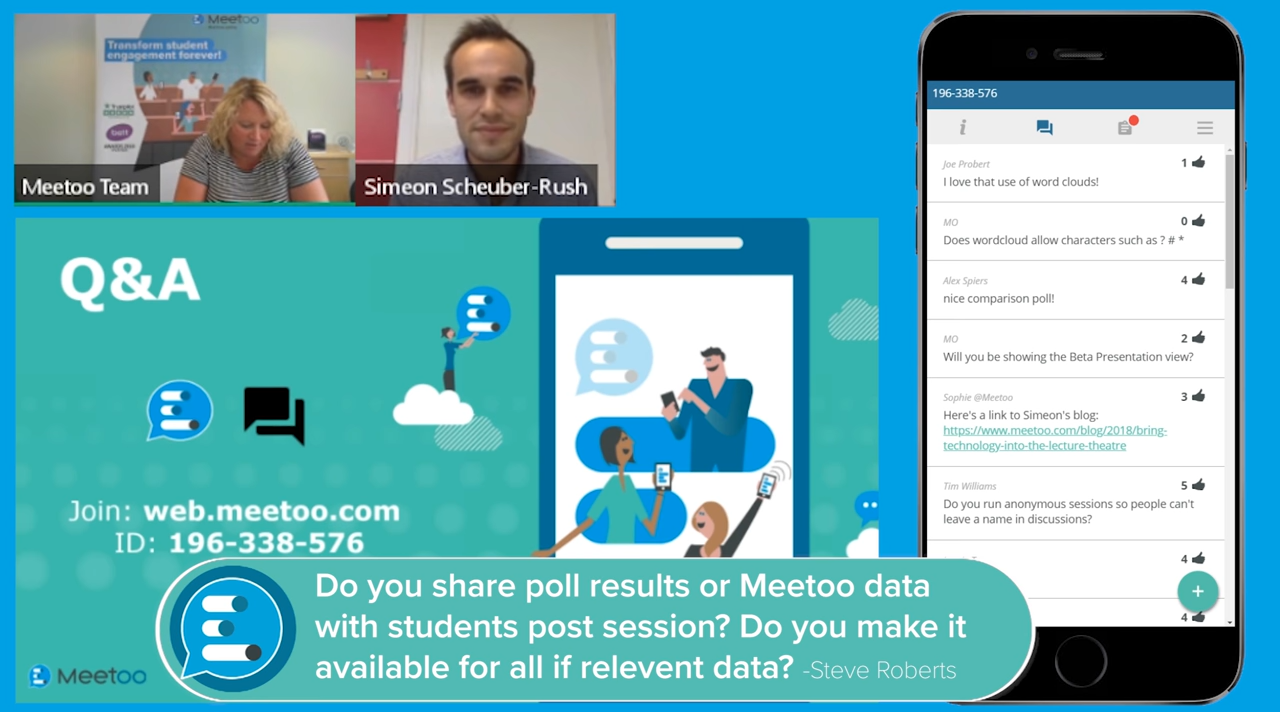 Meetoo
Transform student
engagement forever!
Meetoo Team
Simeon Scheuber-Rush
Q&A
Join: web.meetoo.com
ID: 196-338-576
Meetoo
Do you share poll results or Meetoo data
with students post session? Do you make it
available for all if relevent data? -Steve Roberts
196-338-576
Joe Probert
1
I love that use of word clouds!
MO
0
Does wordcloud allow characters such as ? # *
Alex Spiers
4
nice comparison poll!
MO
2
Will you be showing the Beta Presentation view?
Sophie @Meetoo
3
Here's a link to Simeon's blog:
https://www.meetoo.com/blog/2018/bring-
technology-into-the-lecture-theatre
Tim Williams
5
Do you run anonymous sessions so people can't
leave a name in discussions?
4
+
4